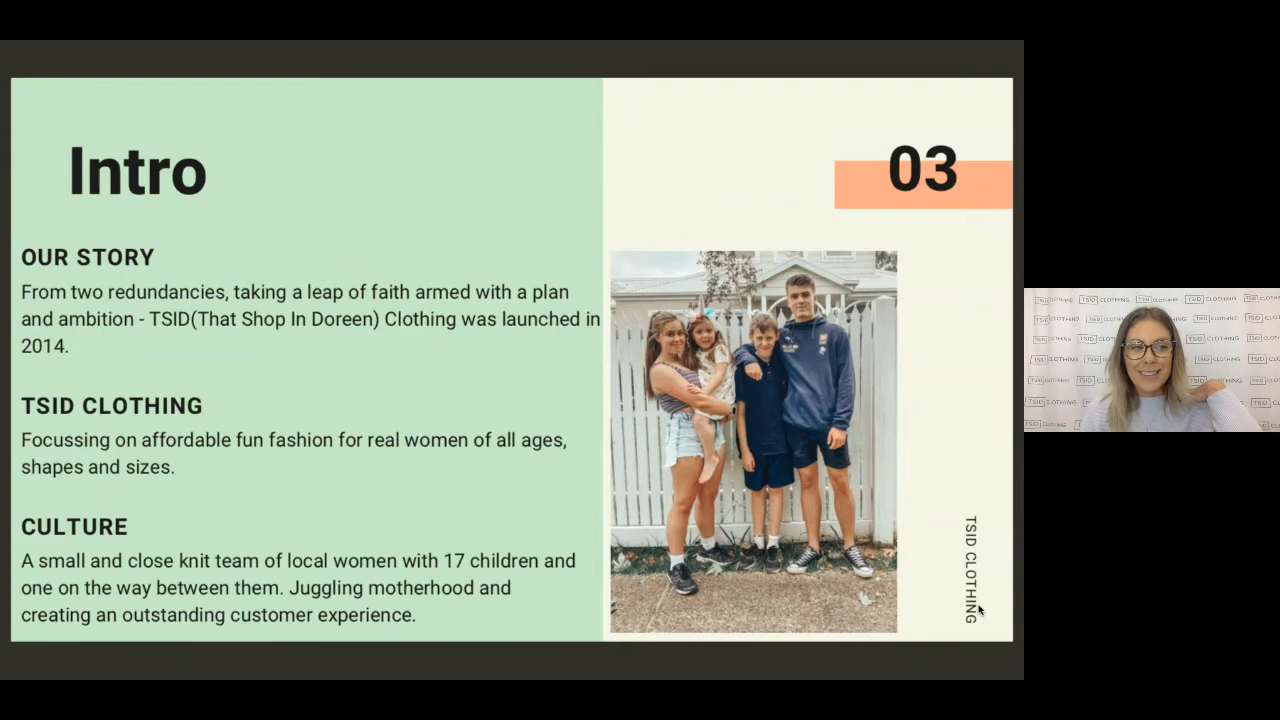 Intro
03
OUR STORY
From two redundancies, taking a leap of faith armed with a plan
and ambition - TSID(That Shop In Doreen) Clothing was launched in
2014.
TSID CLOTHING
Focussing on affordable fun fashion for real women of all ages,
shapes and sizes.
CULTURE
A small and close knit team of local women with 17 children and
one on the way between them. Juggling motherhood and
creating an outstanding customer experience.
TSID CLOTHING
TSID CLOTHING